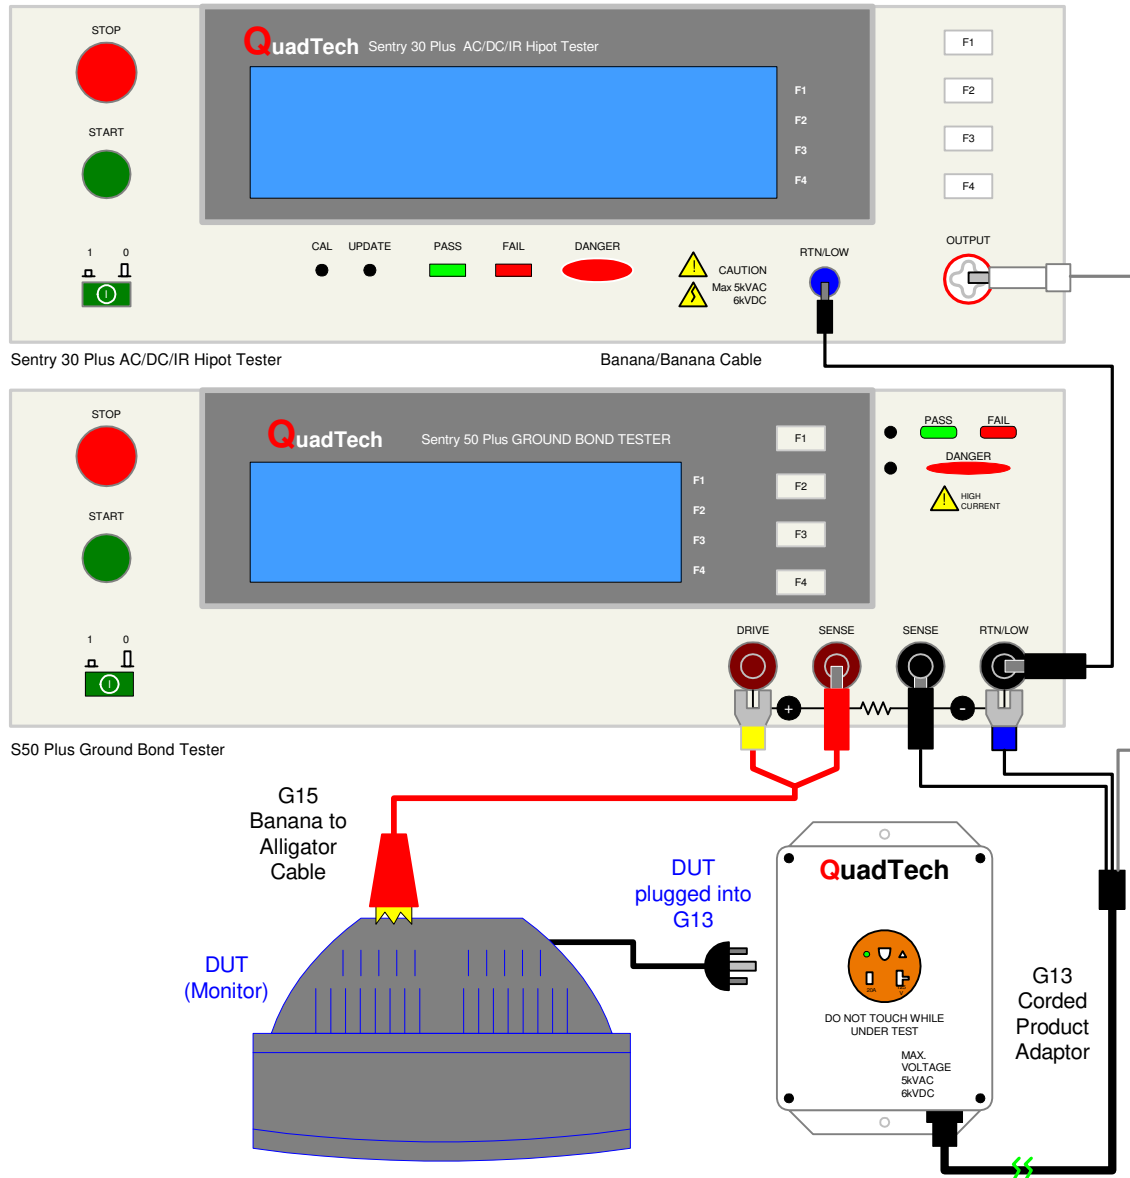 STOP
QuadTech Sentry 30 Plus AC/DC/IR Hipot Tester
F1
F1
F2
F2
START
F3
F3
F4
F4
1 0
CAL UPDATE PASS FAIL DANGER
CAUTION
Max 5kVAC
6kVDC
RTN/LOW
OUTPUT
Sentry 30 Plus AC/DC/IR Hipot Tester
Banana/Banana Cable
STOP
QuadTech Sentry 50 Plus GROUND BOND TESTER
F1
PASS FAIL
DANGER
HIGH
CURRENT
F1
F2
F2
START
F3
F3
F4
F4
1 0
DRIVE SENSE SENSE RTN/LOW
+ -
S50 Plus Ground Bond Tester
G15
Banana to
Alligator
Cable
DUT
plugged into
G13
QuadTech
DUT
(Monitor)
20A
DO NOT TOUCH WHILE
UNDER TEST
MAX.
VOLTAGE
5kVAC
6kVDC
G13
Corded
Product
Adaptor